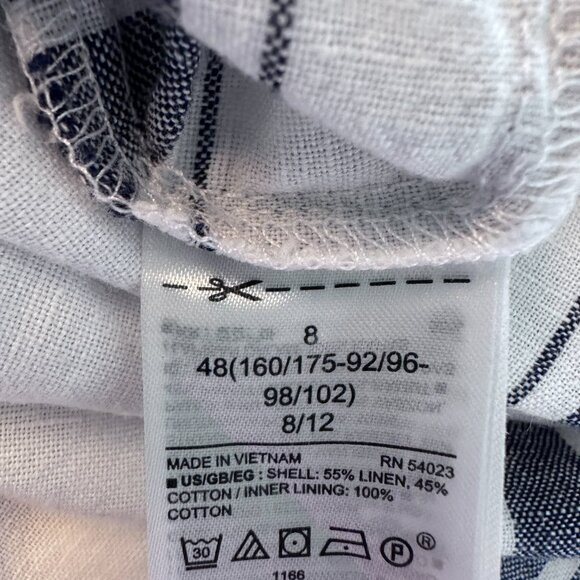 8
48(160/175-92/96-
98/102)
8/12
MADE IN VIETNAM RN 54023
■ US/GB/EG : SHELL: 55% LINEN, 45%
COTTON / INNER LINING: 100%
COTTON
30 P ®
1166